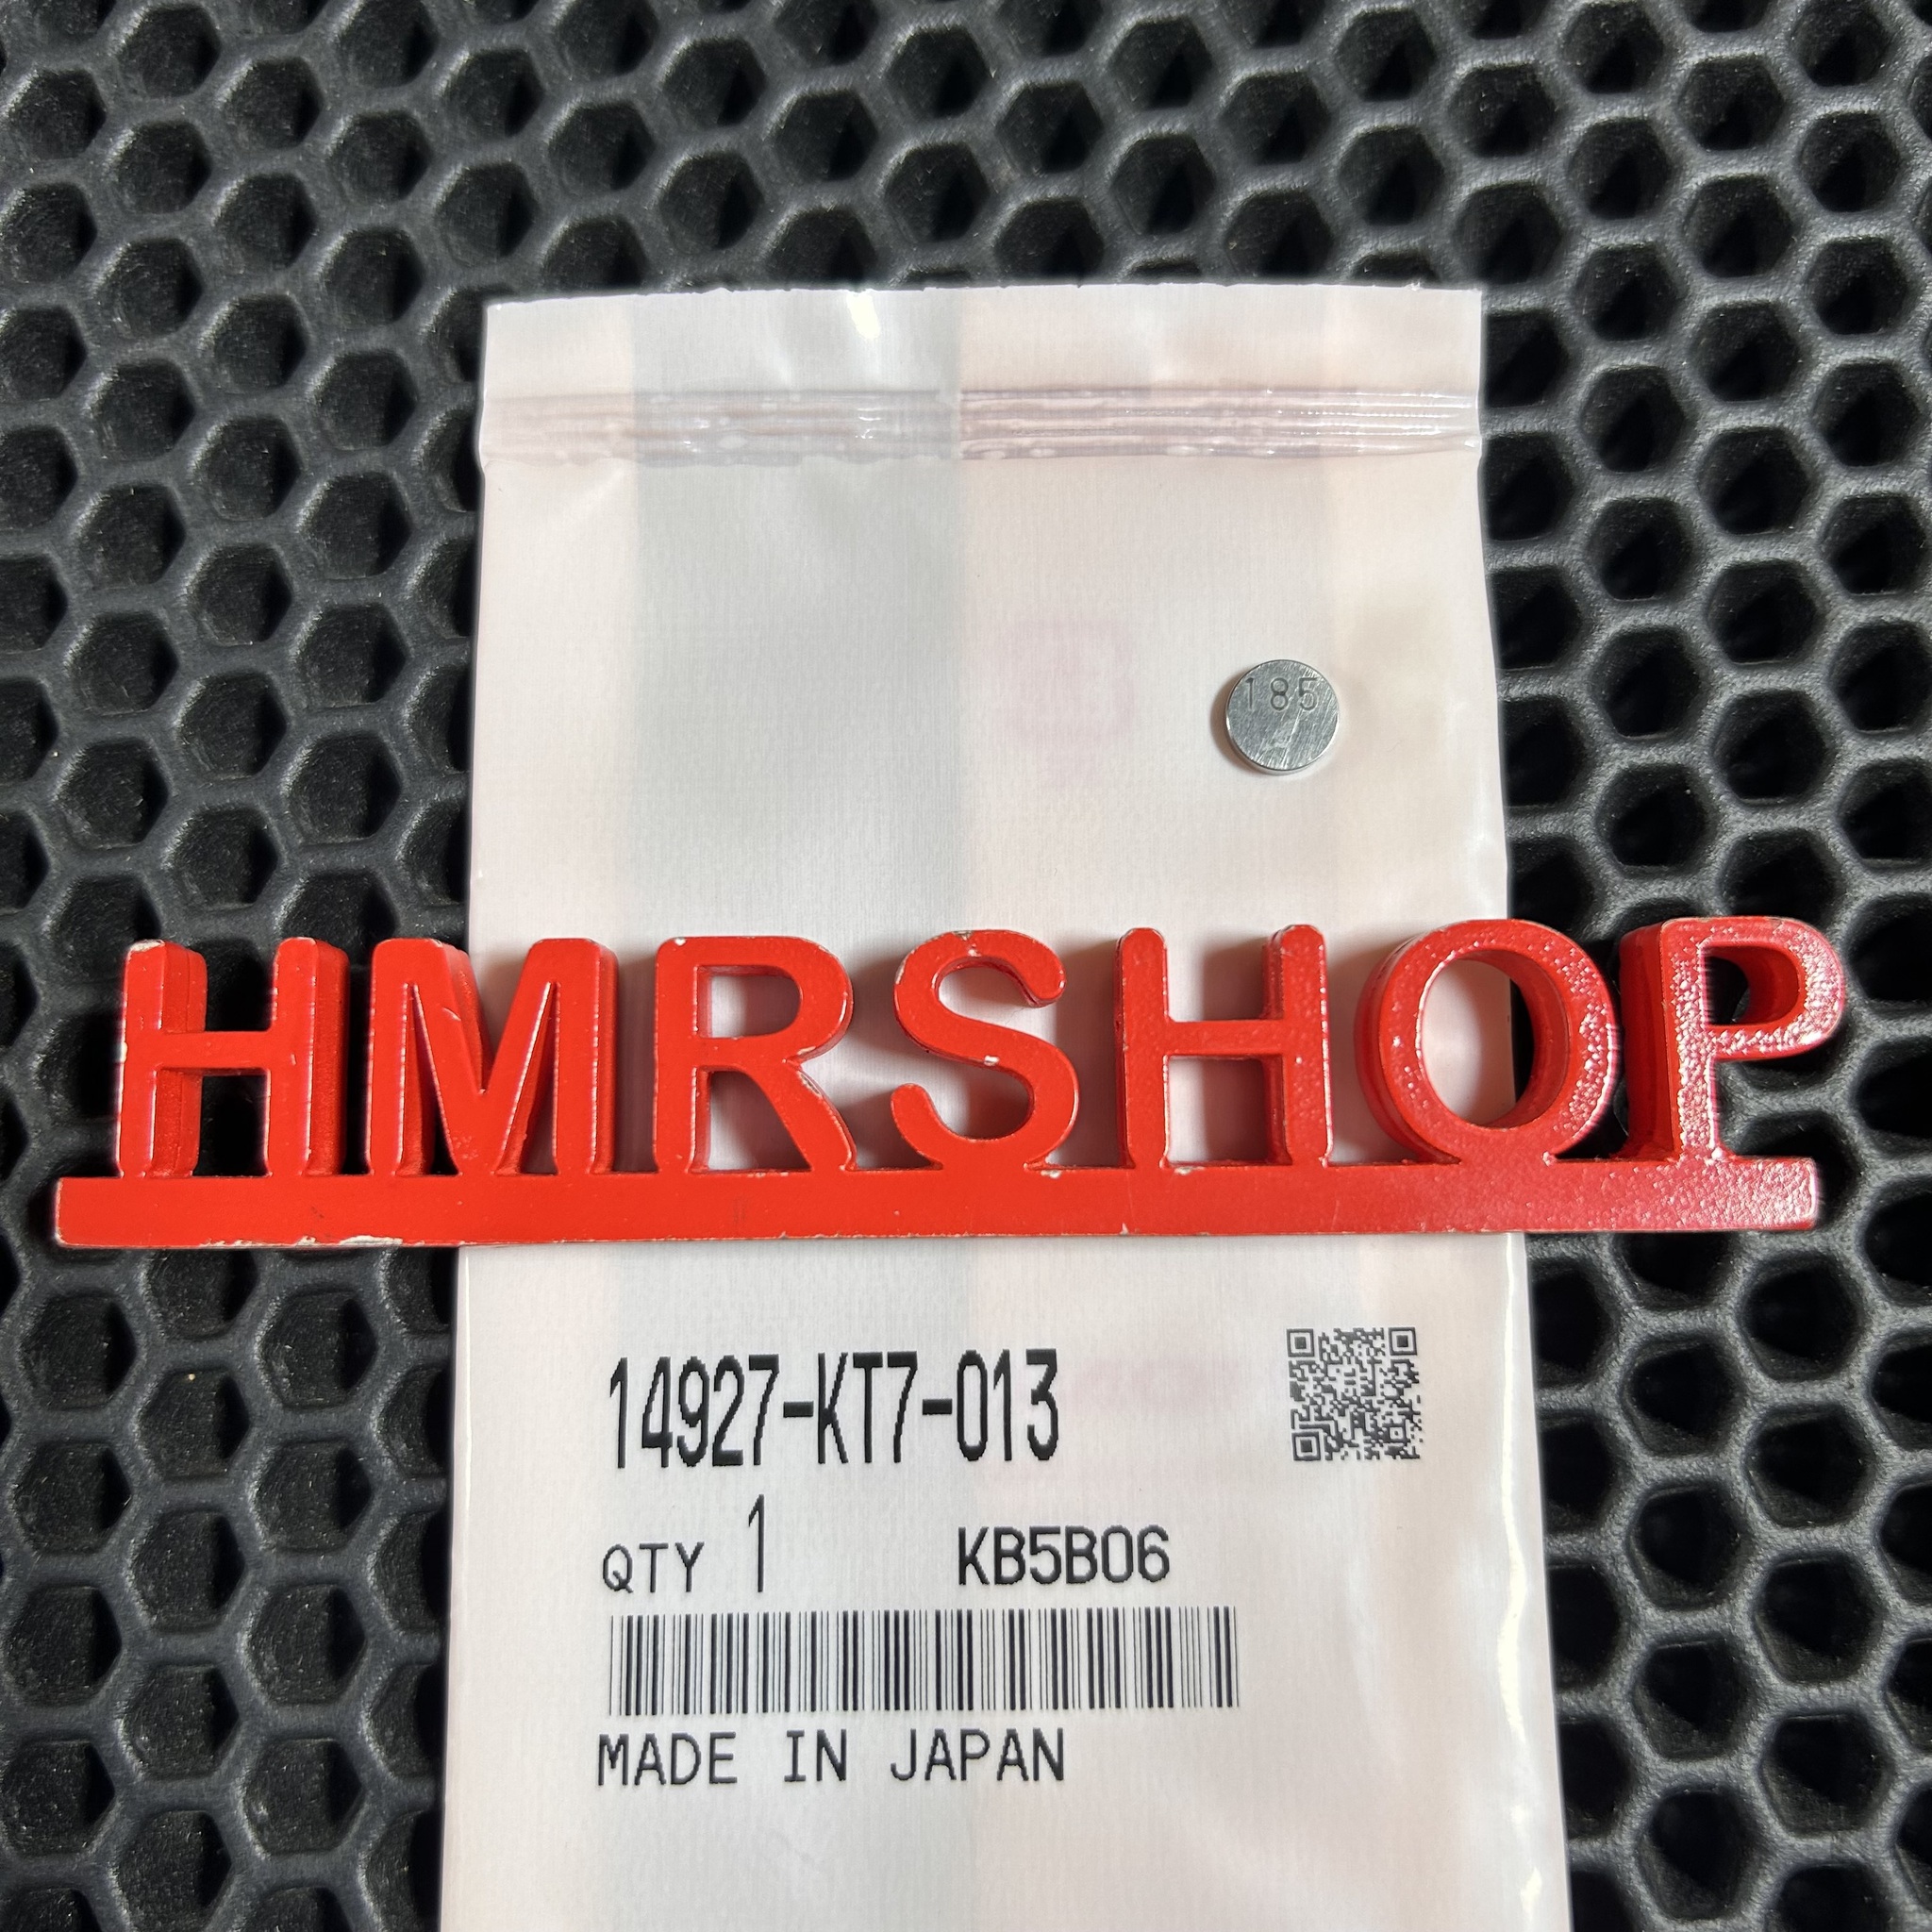 185
HMRSHOP
14927-KT7-013
QTY 1 KB5B06
MADE IN JAPAN